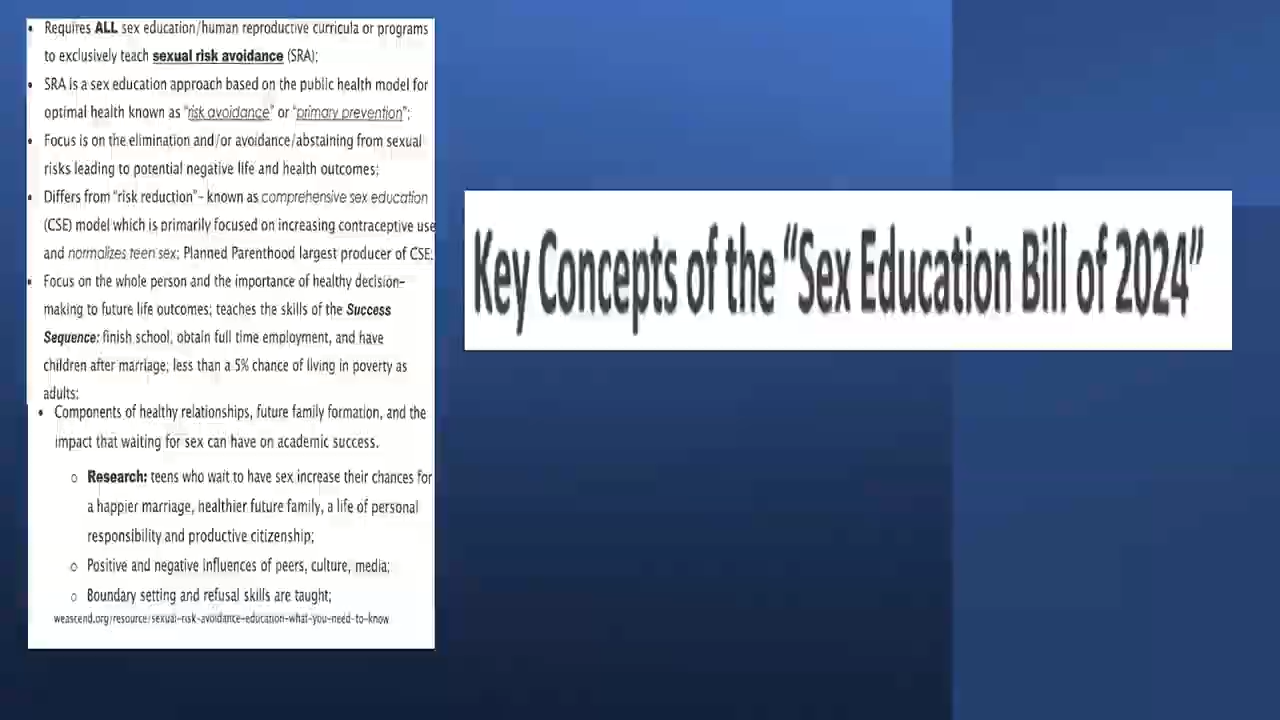 • Requires ALL sex education/human reproductive curricula or programs
to exclusively teach sexual risk avoidance (SRA);
• SRA is a sex education approach based on the public health model for
optimal health known as "risk avoidance" or "primary prevention";
• Focus is on the elimination and/or avoidance/abstaining from sexual
risks leading to potential negative life and health outcomes;
• Differs from "risk reduction"– known as comprehensive sex education
(CSE) model which is primarily focused on increasing contraceptive use
and normalizes teen sex; Planned Parenthood largest producer of CSE;
• Focus on the whole person and the importance of healthy decision-
making to future life outcomes; teaches the skills of the Success
Sequence: finish school, obtain full time employment, and have
children after marriage; less than a 5% chance of living in poverty as
adults;
• Components of healthy relationships, future family formation, and the
impact that waiting for sex can have on academic success.
o Research: teens who wait to have sex increase their chances for
a happier marriage, healthier future family, a life of personal
responsibility and productive citizenship;
o Positive and negative influences of peers, culture, media;
o Boundary setting and refusal skills are taught;
weascend.org/resource/sexual-risk-avoidance-education-what-you-need-to-know
Key Concepts of the “Sex Education Bill of 2024”